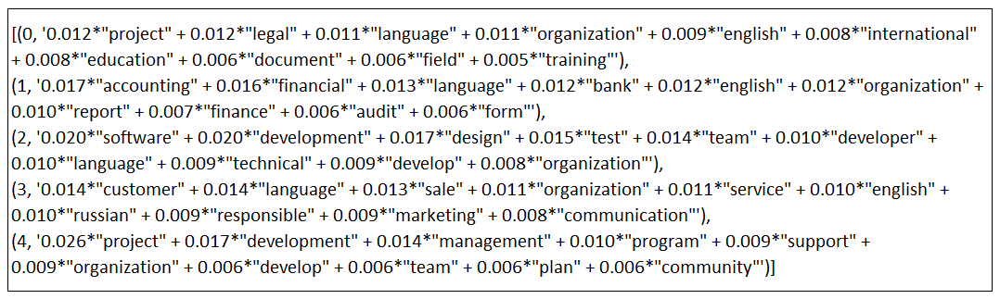 [(0, '0.012*"project" + 0.012*"legal" + 0.011*"language" + 0.011*"organization" + 0.009*"english" + 0.008*"international"
+ 0.008*"education" + 0.006*"document" + 0.006*"field" + 0.005*"training"'),
(1, '0.017*"accounting" + 0.016*"financial" + 0.013*"language" + 0.012*"bank" + 0.012*"english" + 0.012*"organization" +
0.010*"report" + 0.007*"finance" + 0.006*"audit" + 0.006*"form"'),
(2, '0.020*"software" + 0.020*"development" + 0.017*"design" + 0.015*"test" + 0.014*"team" + 0.010*"developer" +
0.010*"language" + 0.009*"technical" + 0.009*"develop" + 0.008*"organization"'),
(3, '0.014*"customer" + 0.014*"language" + 0.013*"sale" + 0.011*"organization" + 0.011*"service" + 0.010*"english" +
0.010*"russian" + 0.009*"responsible" + 0.009*"marketing" + 0.008*"communication"'),
(4, '0.026*"project" + 0.017*"development" + 0.014*"management" + 0.010*"program" + 0.009*"support" +
0.009*"organization" + 0.006*"develop" + 0.006*"team" + 0.006*"plan" + 0.006*"community"')]